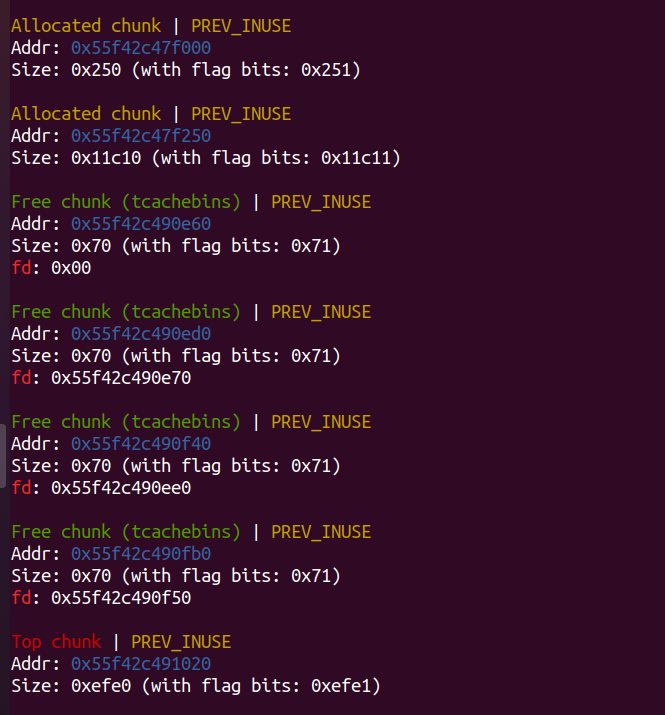 Allocated chunk | PREV_INUSE
Addr: 0x55f42c47f000
Size: 0x250 (with flag bits: 0x251)
Allocated chunk | PREV_INUSE
Addr: 0x55f42c47f250
Size: 0x11c10 (with flag bits: 0x11c11)
Free chunk (tcachebins) | PREV_INUSE
Addr: 0x55f42c490e60
Size: 0x70 (with flag bits: 0x71)
fd: 0x00
Free chunk (tcachebins) | PREV_INUSE
Addr: 0x55f42c490ed0
Size: 0x70 (with flag bits: 0x71)
fd: 0x55f42c490e70
Free chunk (tcachebins) | PREV_INUSE
Addr: 0x55f42c490f40
Size: 0x70 (with flag bits: 0x71)
fd: 0x55f42c490ee0
Free chunk (tcachebins) | PREV_INUSE
Addr: 0x55f42c490fb0
Size: 0x70 (with flag bits: 0x71)
fd: 0x55f42c490f50
Top chunk | PREV_INUSE
Addr: 0x55f42c491020
Size: 0xefe0 (with flag bits: 0xefe1)